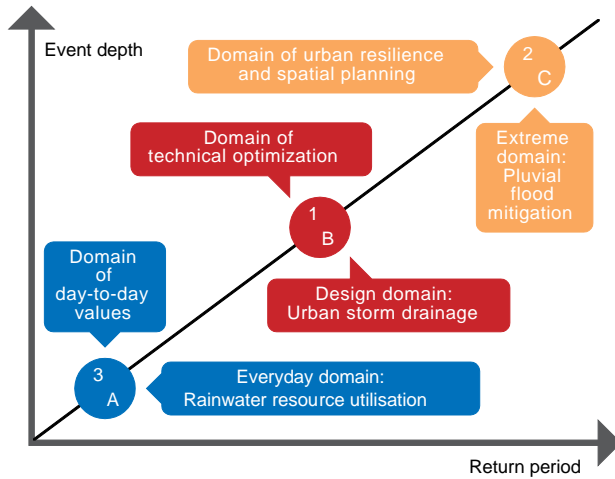 Event depth
Domain of urban resilience
and spatial planning
2
C
Domain of
technical optimization
Extreme
domain:
Pluvial
flood
mitigation
1
B
Domain
of
day-to-day
values
Design domain:
Urban storm drainage
3
A
Everyday domain:
Rainwater resource utilisation
Return period